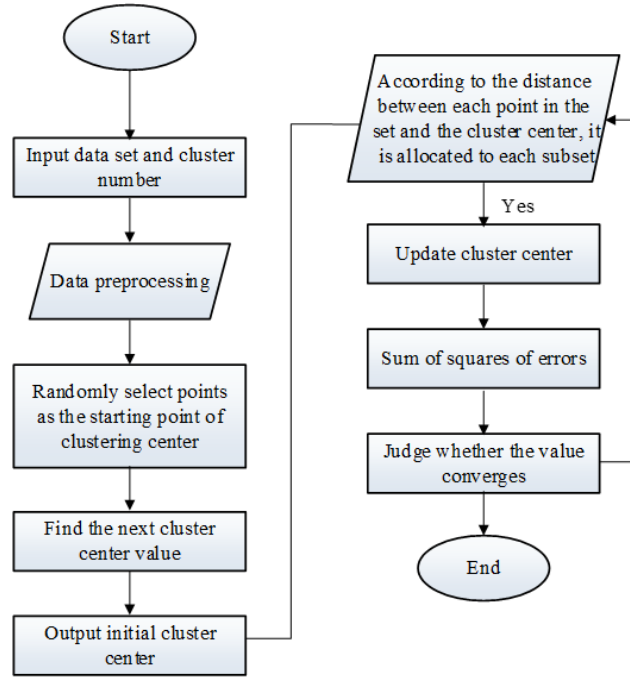 Start
Input data set and cluster
number
Data preprocessing
Randomly select points
as the starting point of
clustering center
Find the next cluster
center value
Output initial cluster
center
According to the distance
between each point in the
set and the cluster center, it
is allocated to each subset
Yes
Update cluster center
Sum of squares of errors
Judge whether the value
converges
End